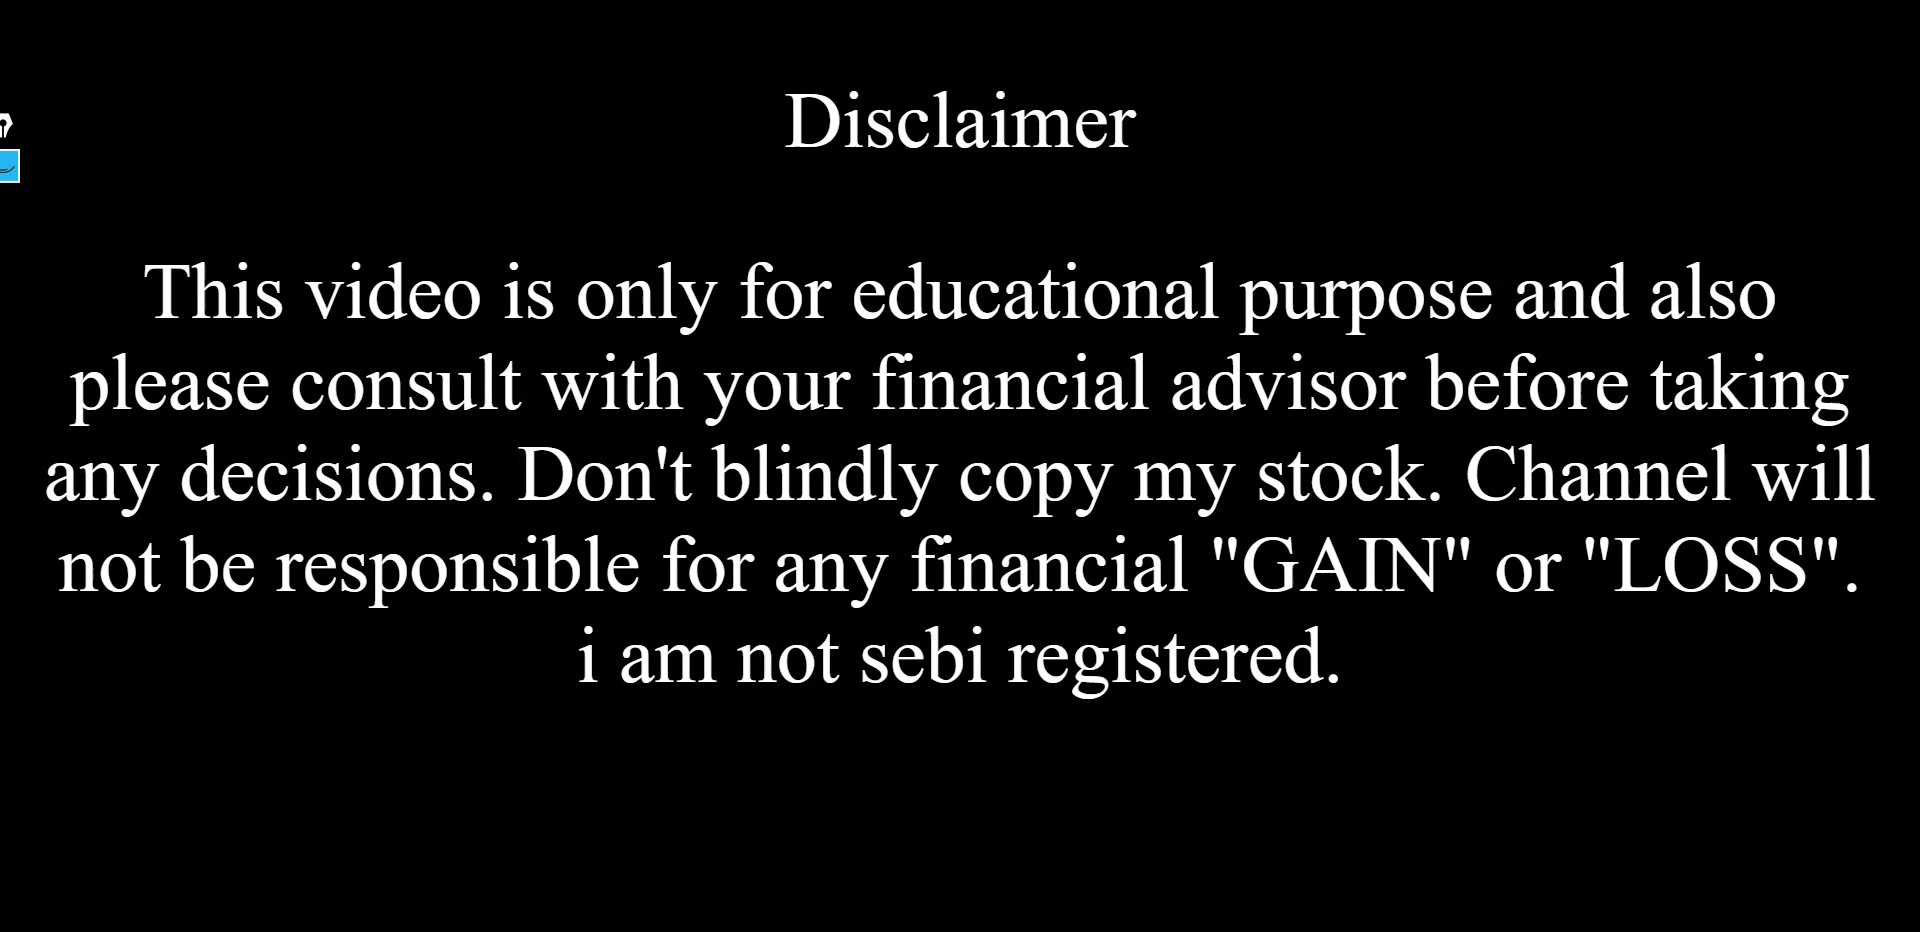 Disclaimer
This video is only for educational purpose and also
please consult with your financial advisor before taking
any decisions. Don't blindly copy my stock. Channel will
not be responsible for any financial "GAIN" or "LOSS".
i am not sebi registered.